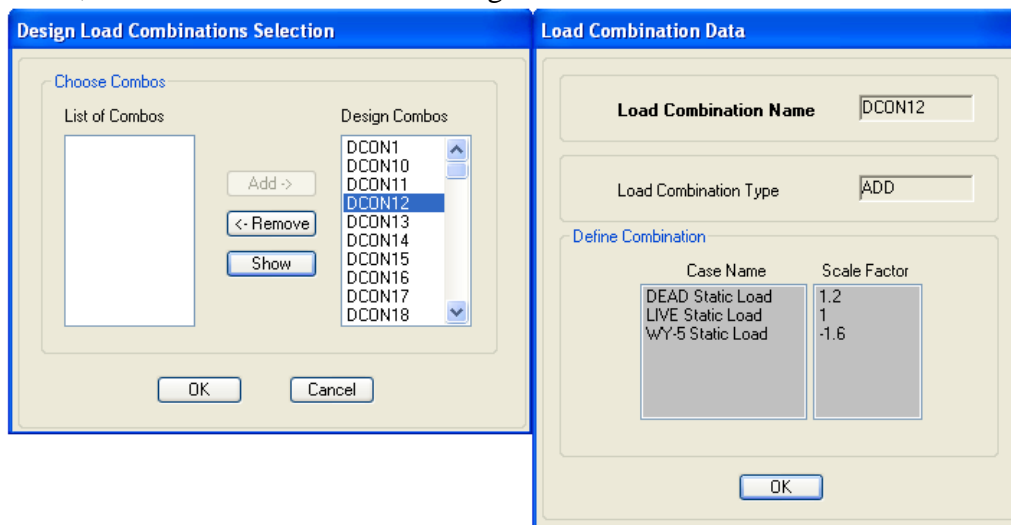 Design Load Combinations Selection
Choose Combos
List of Combos
Design Combos
Add ->
<- Remove
Show
DCON1
DCON10
DCON11
DCON12
DCON13
DCON14
DCON15
DCON16
DCON17
DCON18
OK
Cancel
Load Combination Data
Load Combination Name
DCON12
Load Combination Type
ADD
Define Combination
Case Name Scale Factor
DEAD Static Load 1.2
LIVE Static Load 1
WY-5 Static Load -1.6
OK